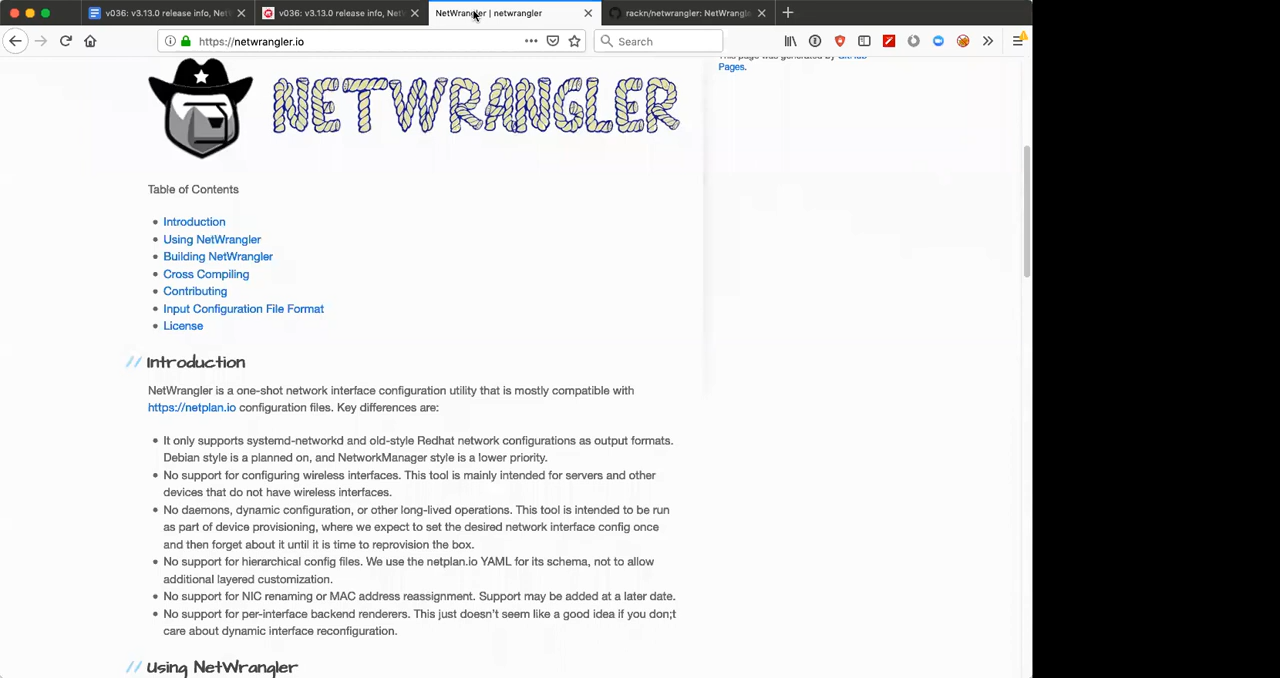 v036: v3.13.0 release info, Net
v036: v3.13.0 release info, Net
NetWrangler | netwrangler
rackn/netwrangler: NetWrangl
https://netwrangler.io
Search
This page was generated by GitHub
Pages.
NETWRANGLER
Table of Contents
Introduction
Using NetWrangler
Building NetWrangler
Cross Compiling
Contributing
Input Configuration File Format
License
// Introduction
NetWrangler is a one-shot network interface configuration utility that is mostly compatible with
https://netplan.io configuration files. Key differences are:
It only supports systemd-networkd and old-style Redhat network configurations as output formats.
Debian style is a planned on, and NetworkManager style is a lower priority.
No support for configuring wireless interfaces. This tool is mainly intended for servers and other
devices that do not have wireless interfaces.
No daemons, dynamic configuration, or other long-lived operations. This tool is intended to be run
as part of device provisioning, where we expect to set the desired network interface config once
and then forget about it until it is time to reprovision the box.
No support for hierarchical config files. We use the netplan.io YAML for its schema, not to allow
additional layered customization.
No support for NIC renaming or MAC address reassignment. Support may be added at a later date.
No support for per-interface backend renderers. This just doesn't seem like a good idea if you don;t
care about dynamic interface reconfiguration.
// Using NetWrangler